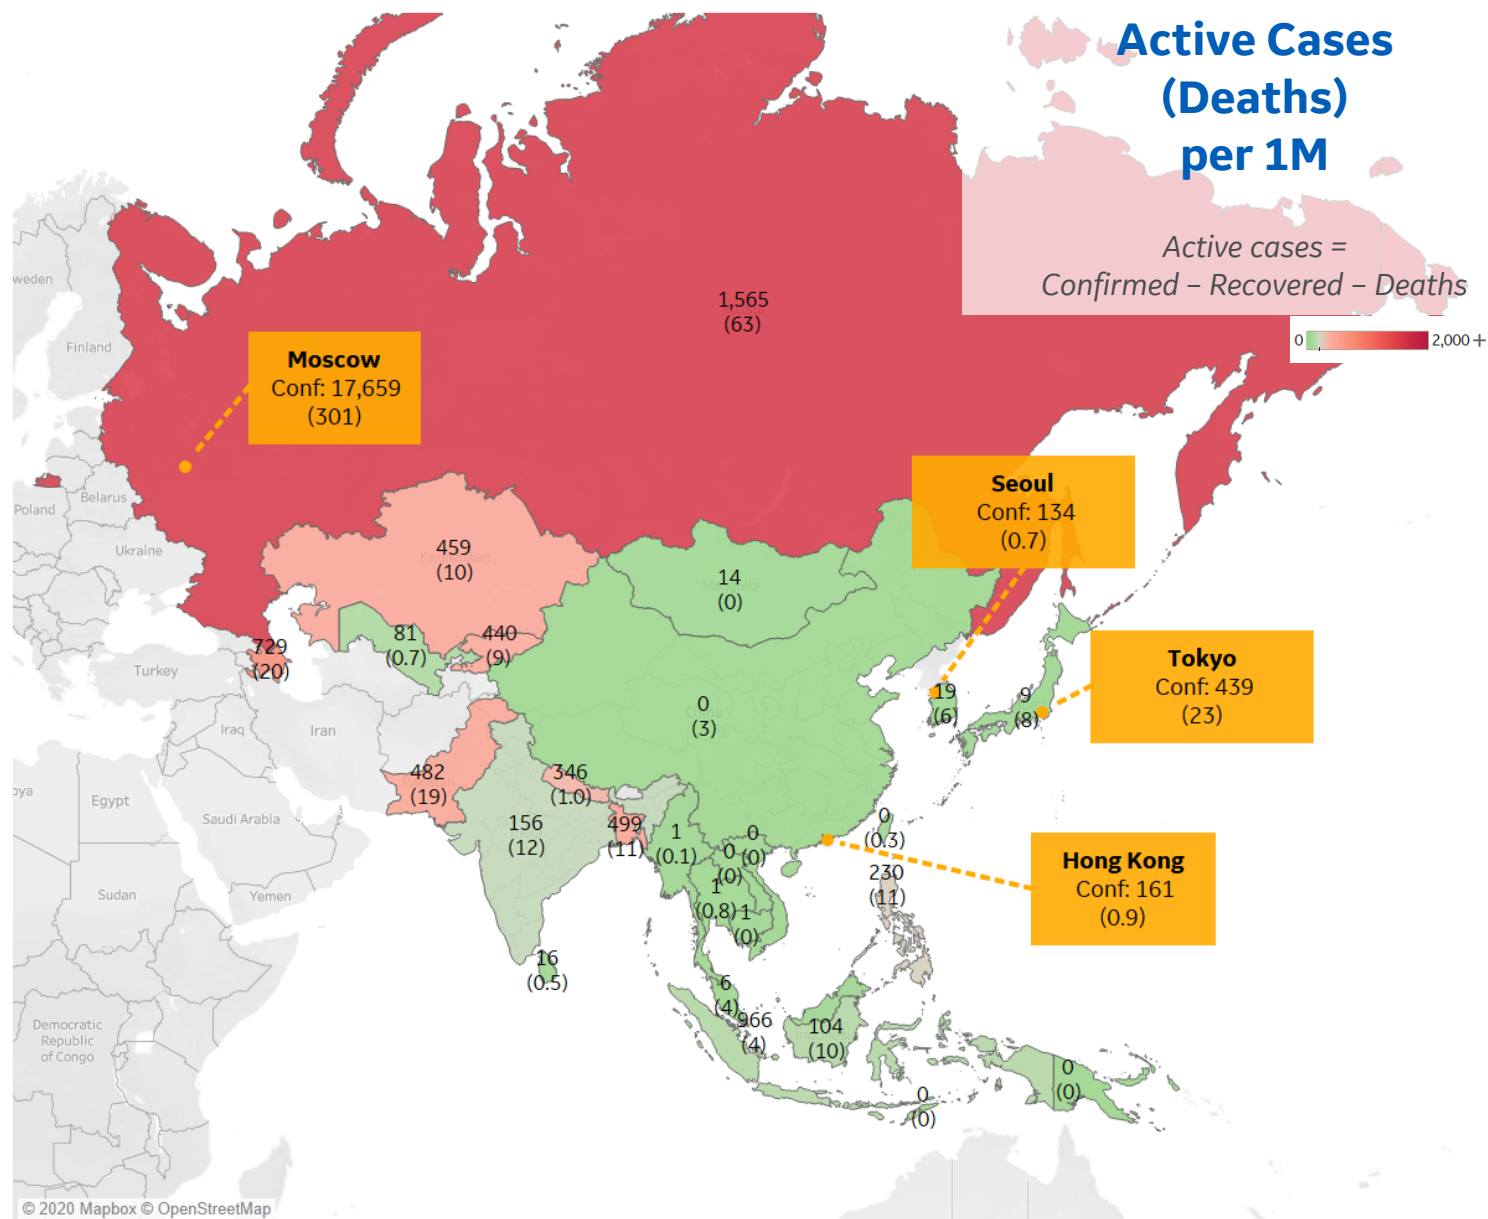 Active Cases
(Deaths)
per 1M
Active cases =
Confirmed – Recovered – Deaths
0
2,000 +
1,565
(63)
weden
Finland
Moscow
Conf: 17,659
(301)
Belarus
Poland
Ukraine
Seoul
Conf: 134
(0.7)
459
(10)
14
(0)
81
(0.7)
440
(9)
729
(20)
Turkey
Iraq
Iran
0
(3)
19
(6)
9
(8)
Tokyo
Conf: 439
(23)
482
(19)
346
(1.0)
oya
Egypt
Saudi Arabia
156
(12)
499
(11)
1
(0.1)
0
(0)
0
(0)
0
(0.3)
1
(0.8)
1
(0)
230
(11)
Hong Kong
Conf: 161
(0.9)
Sudan
Yemen
16
(0.5)
6
(4)
966
(4)
104
(10)
Democratic
Republic
of Congo
0
(0)
0
(0)
© 2020 Mapbox © OpenStreetMap